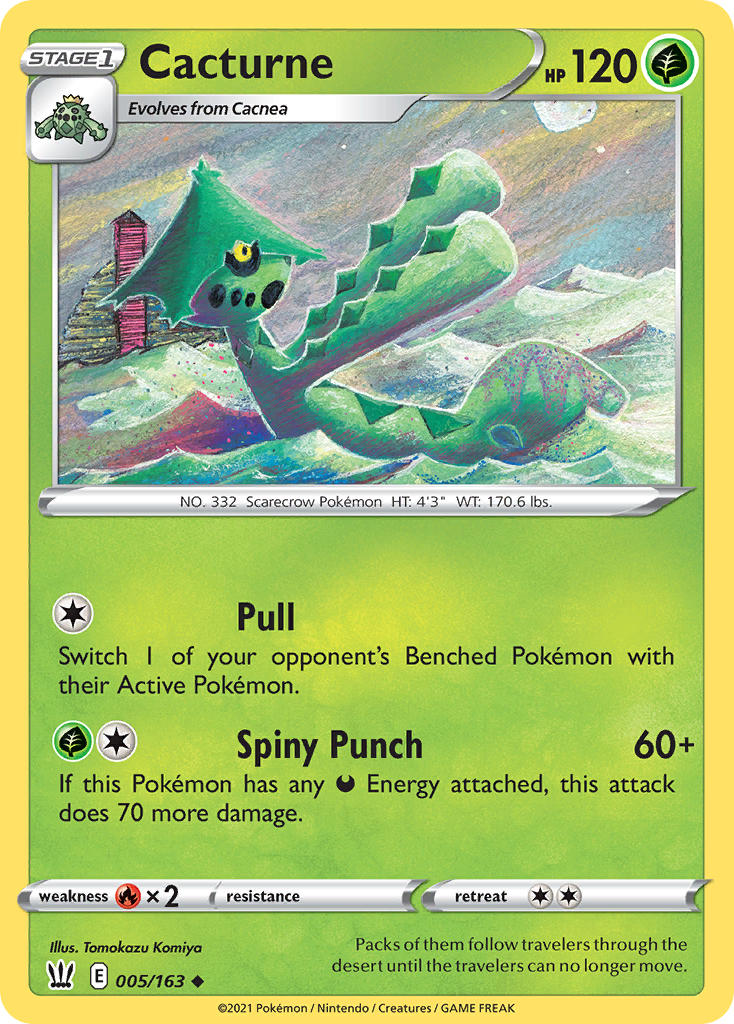 STAGE 1
Cacturne
HP 120
Evolves from Cacnea
NO. 332 Scarecrow Pokémon HT: 4'3" WT: 170.6 lbs.
Pull
Switch 1 of your opponent's Benched Pokémon with
their Active Pokémon.
Spiny Punch 60+
If this Pokémon has any Energy attached, this attack
does 70 more damage.
weakness ×2 resistance retreat
Illus. Tomokazu Komiya
Packs of them follow travelers through the
desert until the travelers can no longer move.
E 005/163
©2021 Pokémon / Nintendo / Creatures / GAME FREAK